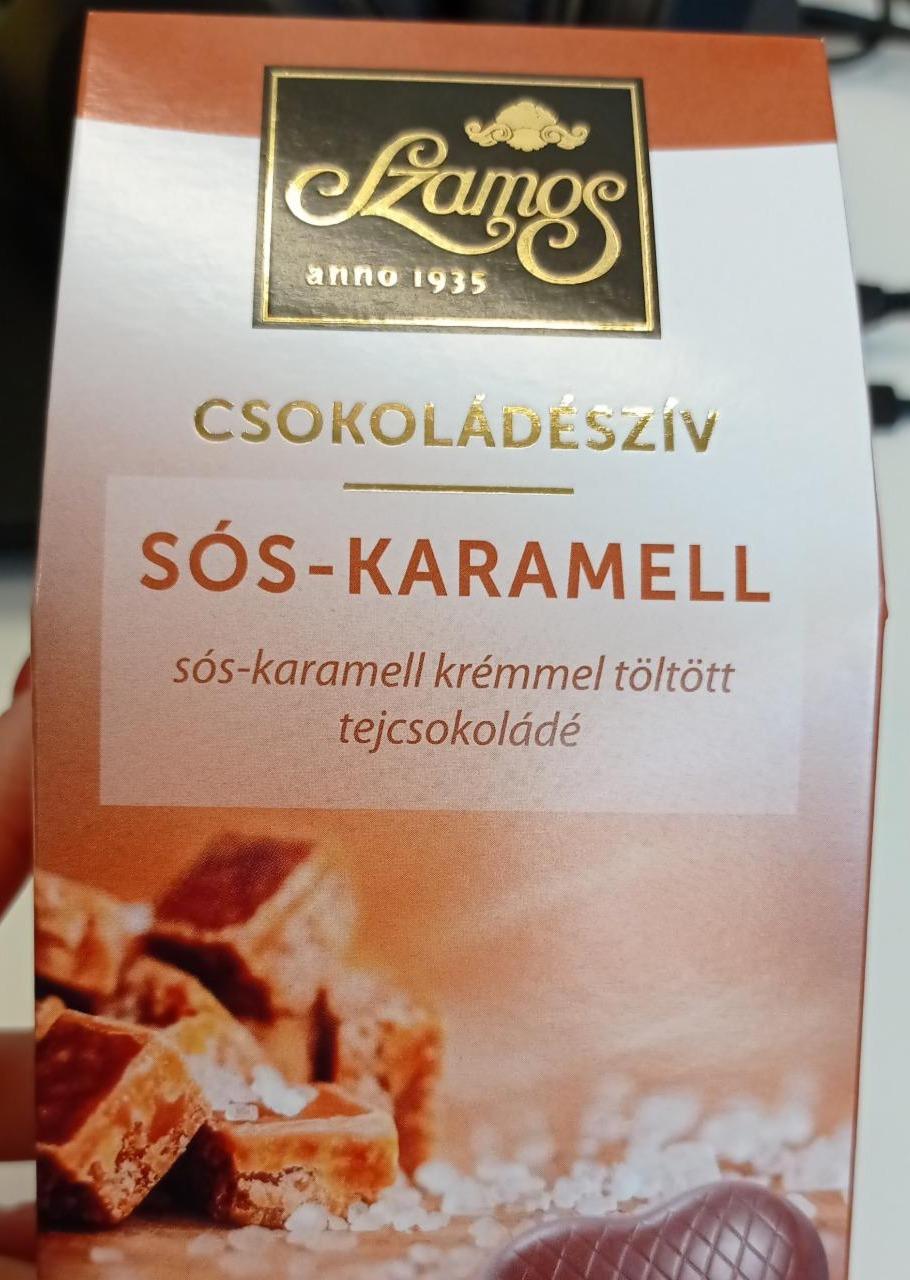 Szamos
anno 1935
CSOKOLÁDÉSZÍV
SÓS-KARAMELL
sós-karamell krémmel töltött
tejcsokoládé